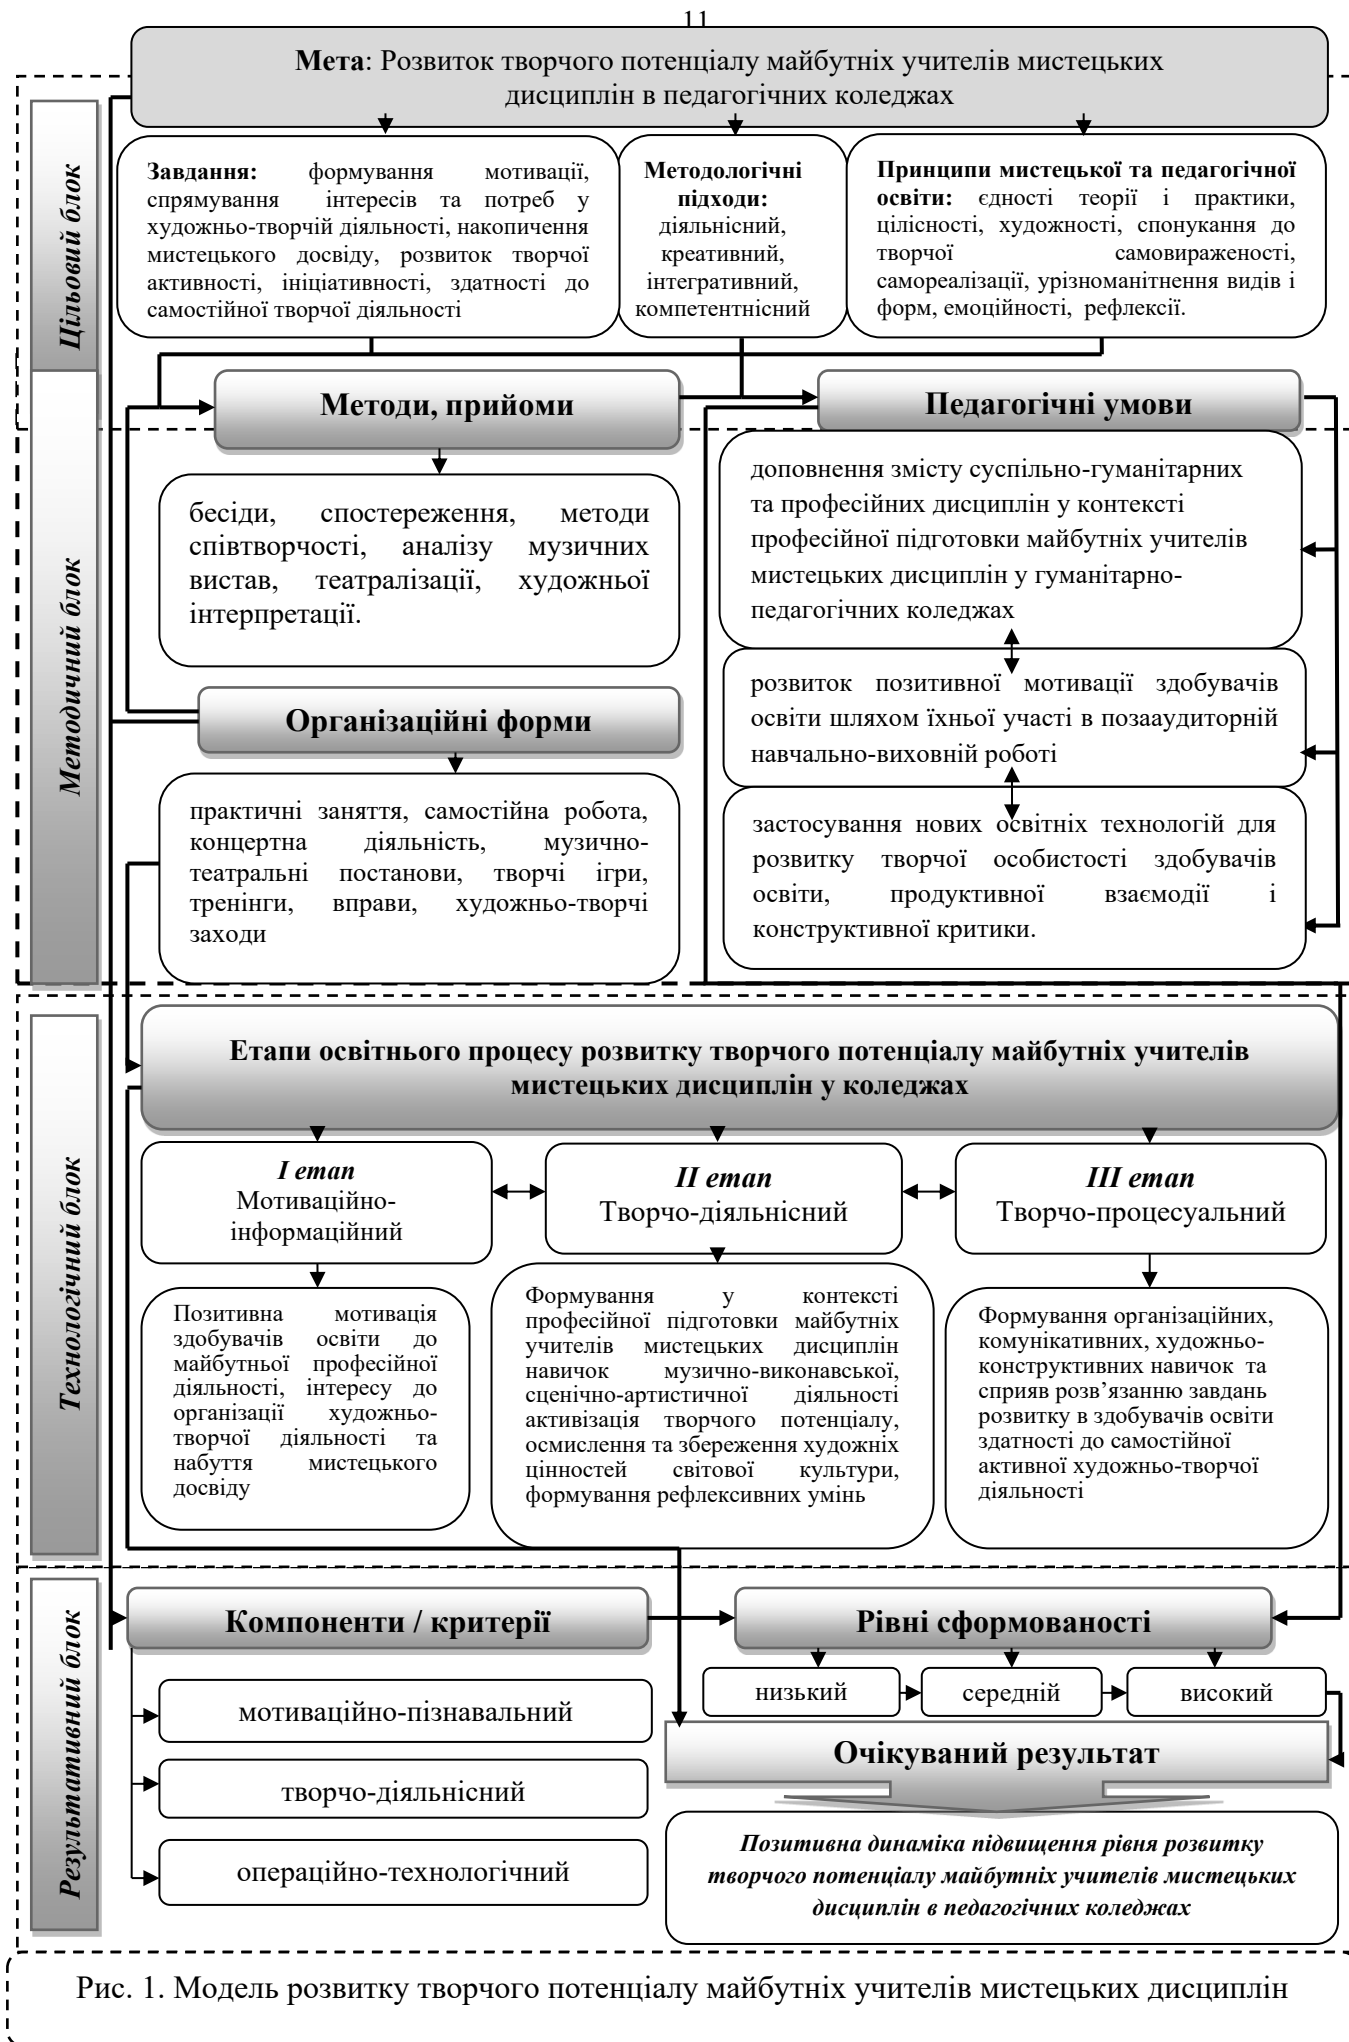 11
Мета: Розвиток творчого потенціалу майбутніх учителів мистецьких
дисциплін в педагогічних коледжах
Цільовий блок
Завдання: формування мотивації,
спрямування інтересів та потреб у
художньо-творчій діяльності, накопичення
мистецького досвіду, розвиток творчої
активності, ініціативності, здатності до
самостійної творчої діяльності
Методологічні
підходи:
діяльнісний,
креативний,
інтегративний,
компетентнісний
Принципи мистецької та педагогічної
освіти: єдності теорії і практики,
цілісності, художності, спонукання до
творчої самовираженості,
самореалізації, урізноманітнення видів і
форм, емоційності, рефлексії.
Методичний блок
Методи, прийоми
бесіди, спостереження, методи
співтворчості, аналізу музичних
вистав, театралізації, художньої
інтерпретації.
Організаційні форми
практичні заняття, самостійна робота,
концертна діяльність, музично-
театральні постанови, творчі ігри,
тренінги, вправи, художньо-творчі
заходи
Педагогічні умови
доповнення змісту суспільно-гуманітарних
та професійних дисциплін у контексті
професійної підготовки майбутніх учителів
мистецьких дисциплін у гуманітарно-
педагогічних коледжах
розвиток позитивної мотивації здобувачів
освіти шляхом їхньої участі в позааудиторній
навчально-виховній роботі
застосування нових освітніх технологій для
розвитку творчої особистості здобувачів
освіти, продуктивної взаємодії і
конструктивної критики.
Технологічний блок
Етапи освітнього процесу розвитку творчого потенціалу майбутніх учителів
мистецьких дисциплін у коледжах
I етап
Мотиваційно-
інформаційний
II етап
Творчо-діяльнісний
III етап
Творчо-процесуальний
Позитивна мотивація
здобувачів освіти до
майбутньої професійної
діяльності, інтересу до
організації художньо-
творчої діяльності та
набуття мистецького
досвіду
Формування у контексті
професійної підготовки майбутніх
учителів мистецьких дисциплін
навичок музично-виконавської,
сценічно-артистичної діяльності
активізація творчого потенціалу,
осмислення та збереження художніх
цінностей світової культури,
формування рефлексивних умінь
Формування організаційних,
комунікативних, художньо-
конструктивних навичок та
сприяв розв’язанню завдань
розвитку в здобувачів освіти
здатності до самостійної
активної художньо-творчої
діяльності
Результативний блок
Компоненти / критерії
мотиваційно-пізнавальний
творчо-діяльнісний
операційно-технологічний
Рівні сформованості
низький
середній
високий
Очікуваний результат
Позитивна динаміка підвищення рівня розвитку
творчого потенціалу майбутніх учителів мистецьких
дисциплін в педагогічних коледжах
Рис. 1. Модель розвитку творчого потенціалу майбутніх учителів мистецьких дисциплін